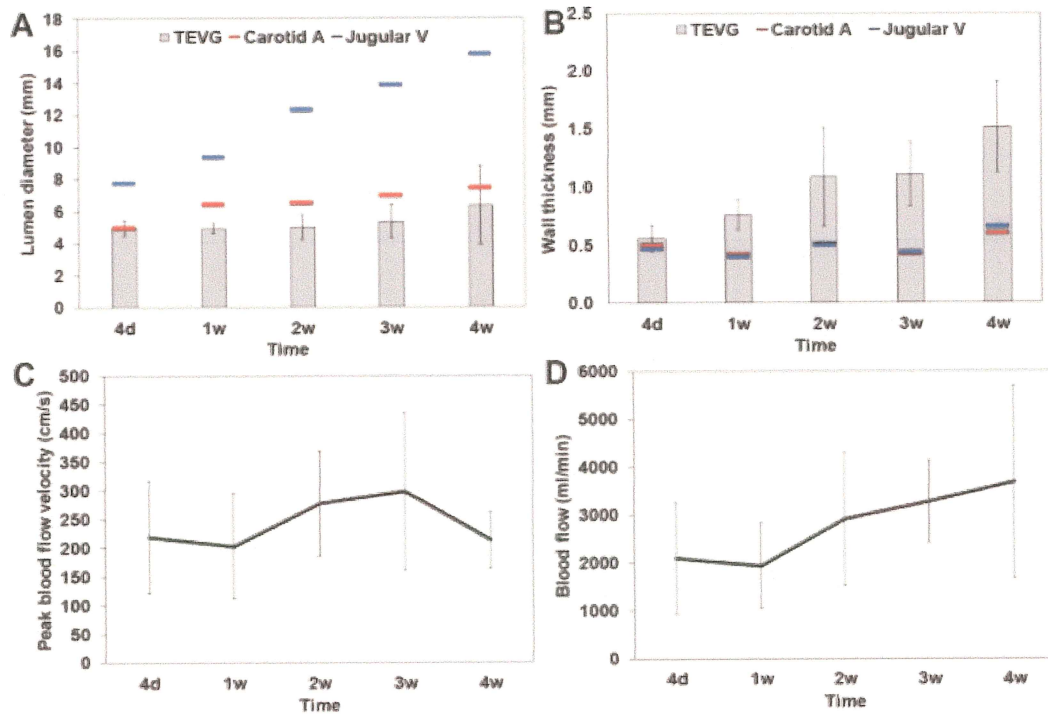 A
Lumen diameter (mm)
18
16
14
12
10
8
6
4
2
0
TEVG Carotid A Jugular V
4d 1w 2w 3w 4w
Time
B
Wall thickness (mm)
2.5
2.0
1.5
1.0
0.5
0.0
TEVG Carotid A Jugular V
4d 1w 2w 3w 4w
Time
C
Peak blood flow velocity (cm/s)
500
450
400
350
300
250
200
150
100
50
0
4d 1w 2w 3w 4w
Time
D
Blood flow (ml/min)
6000
5000
4000
3000
2000
1000
0
4d 1w 2w 3w 4w
Time